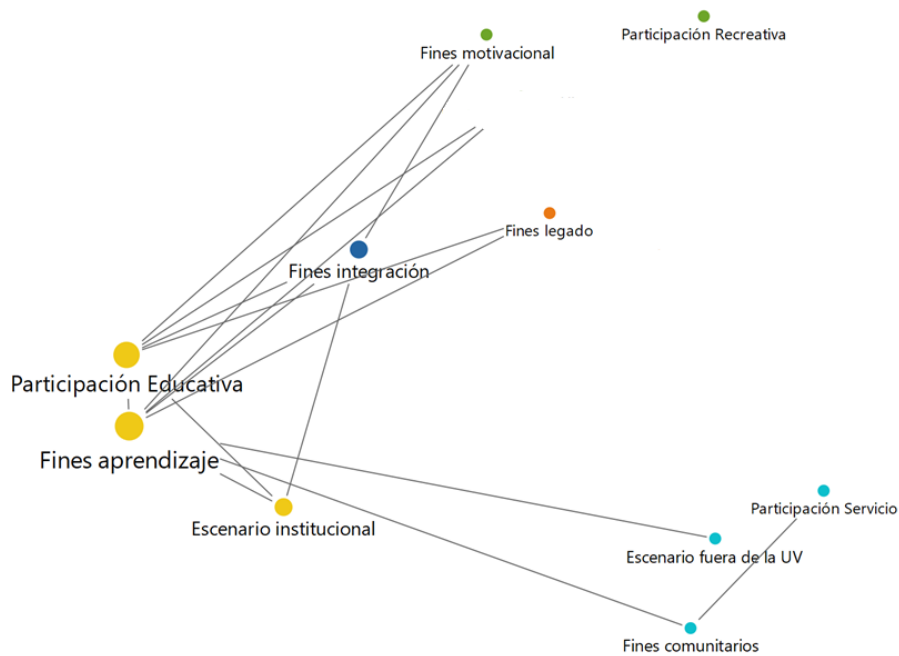 Participación Recreativa
Fines motivacional
Fines legado
Fines integración
Participación Educativa
Fines aprendizaje
Participación Servicio
Escenario institucional
Escenario fuera de la UV
Fines comunitarios